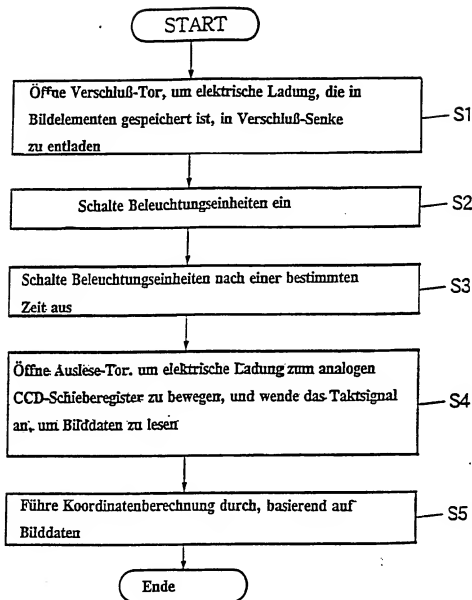 START
Öffne Verschluß-Tor, um elektrische Ladung, die in
Bildelementen gespeichert ist, in Verschluß-Senke
zu entladen
S1
Schalte Beleuchtungseinheiten ein
S2
Schalte Beleuchtungseinheiten nach einer bestimmten
Zeit aus
S3
Öffne Auslese-Tor. um elektrische Ladung zum analogen
CCD-Schieberegister zu bewegen, und wende das Taktsignal
an, um Bilddaten zu lesen
S4
Führe Koordinatenberechnung durch, basierend auf
Bilddaten
S5
Ende